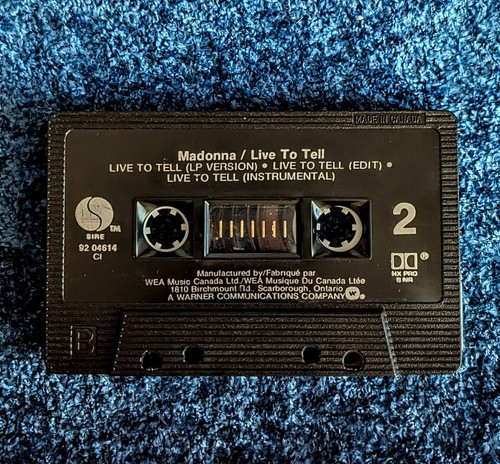 MADE IN CANADA
Madonna / Live To Tell
LIVE TO TELL (LP VERSION) • LIVE TO TELL (EDIT) •
LIVE TO TELL (INSTRUMENTAL)
S TM
SIRE
92 04614
CI
2
HX PRO
B NR
®
Manufactured by/Fabriqué par
WEA Music Canada Ltd./WEA Musique Du Canada Ltée
1810 Birchmount Rd., Scarborough, Ontario
A WARNER COMMUNICATIONS COMPANY